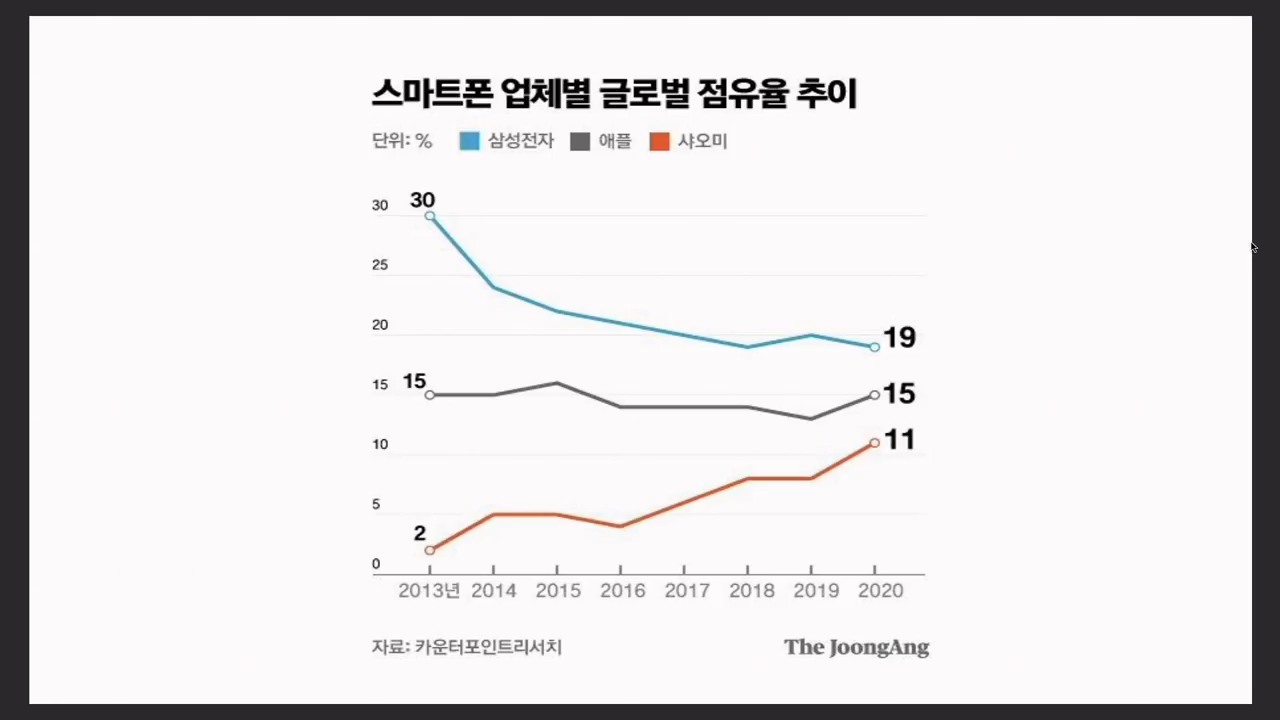 스마트폰 업체별 글로벌 점유율 추이
단위: % 삼성전자 애플 샤오미
30 30
25
20 19
15 15 15
10 11
5
2
0
2013년 2014 2015 2016 2017 2018 2019 2020
자료: 카운터포인트리서치 The JoongAng